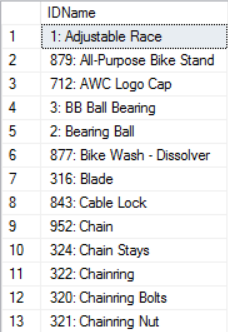 IDName
1 1: Adjustable Race
2 879: All-Purpose Bike Stand
3 712: AWC Logo Cap
4 3: BB Ball Bearing
5 2: Bearing Ball
6 877: Bike Wash - Dissolver
7 316: Blade
8 843: Cable Lock
9 952: Chain
10 324: Chain Stays
11 322: Chainring
12 320: Chainring Bolts
13 321: Chainring Nut